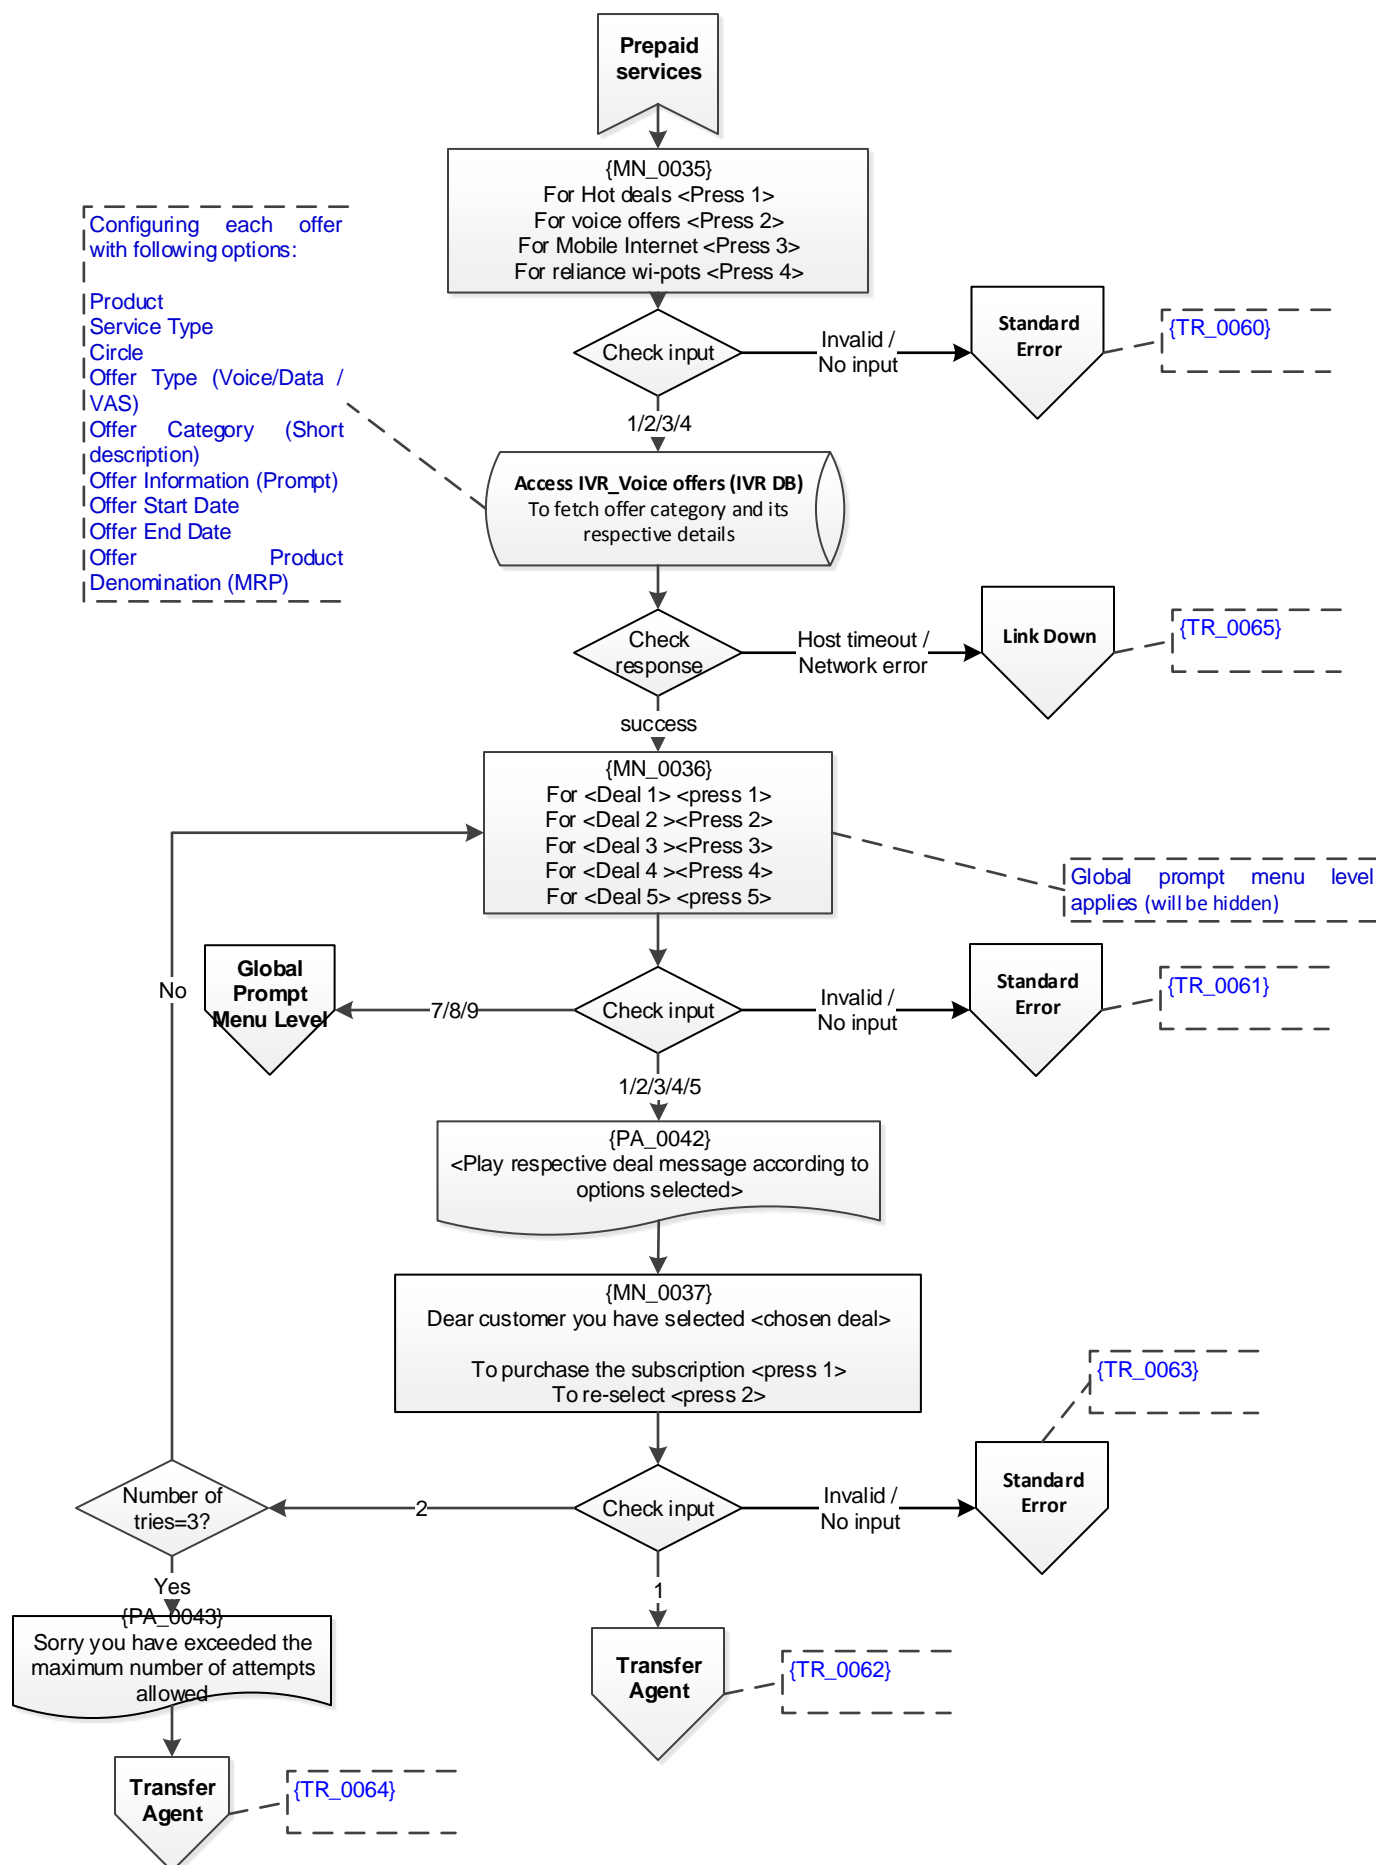 Prepaid
services
{MN_0035}
For Hot deals <Press 1>
For voice offers <Press 2>
For Mobile Internet <Press 3>
For reliance wi-pots <Press 4>
Configuring each offer
with following options:
Product
Service Type
Circle
Offer Type (Voice/Data /
VAS)
Offer Category (Short
description)
Offer Information (Prompt)
Offer Start Date
Offer End Date
Offer Product
Denomination (MRP)
Check input
Invalid /
No input
Standard
Error
{TR_0060}
1/2/3/4
Access IVR_Voice offers (IVR DB)
To fetch offer category and its
respective details
Check
response
Host timeout /
Network error
Link Down
{TR_0065}
success
{MN_0036}
For <Deal 1> <press 1>
For <Deal 2 ><Press 2>
For <Deal 3 ><Press 3>
For <Deal 4 ><Press 4>
For <Deal 5> <press 5>
Global prompt menu level
applies (will be hidden)
No
Global
Prompt
Menu Level
7/8/9
Check input
Invalid /
No input
Standard
Error
{TR_0061}
1/2/3/4/5
{PA_0042}
<Play respective deal message according to
options selected>
{MN_0037}
Dear customer you have selected <chosen deal>
To purchase the subscription <press 1>
To re-select <press 2>
{TR_0063}
Number of
tries=3?
2
Check input
Invalid /
No input
Standard
Error
Yes
1
{PA_0043}
Sorry you have exceeded the
maximum number of attempts
allowed
Transfer
Agent
{TR_0062}
Transfer
Agent
{TR_0064}